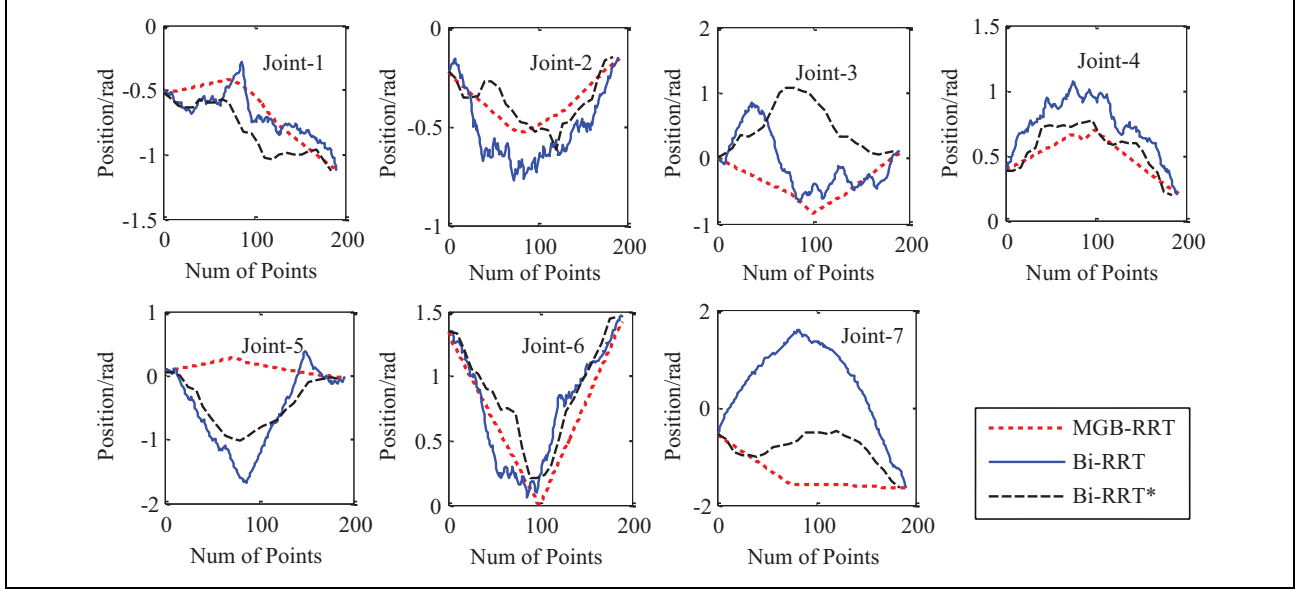 Joint-1
Position/rad
0
-0.5
-1.0
-1.5
0
100
200
Num of Points
Joint-2
Position/rad
0
-0.5
-1
0
100
200
Num of Points
Joint-3
Position/rad
2
1
0
-1
0
100
200
Num of Points
Joint-4
Position/rad
1.5
1.0
0.5
0
0
100
200
Num of Points
Joint-5
Position/rad
1
0
-1
-2
0
100
200
Num of Points
Joint-6
Position/rad
1.5
1
0.5
0
0
100
200
Num of Points
Joint-7
Position/rad
2
0
-2
0
100
200
Num of Points
MGB-RRT
Bi-RRT
Bi-RRT*